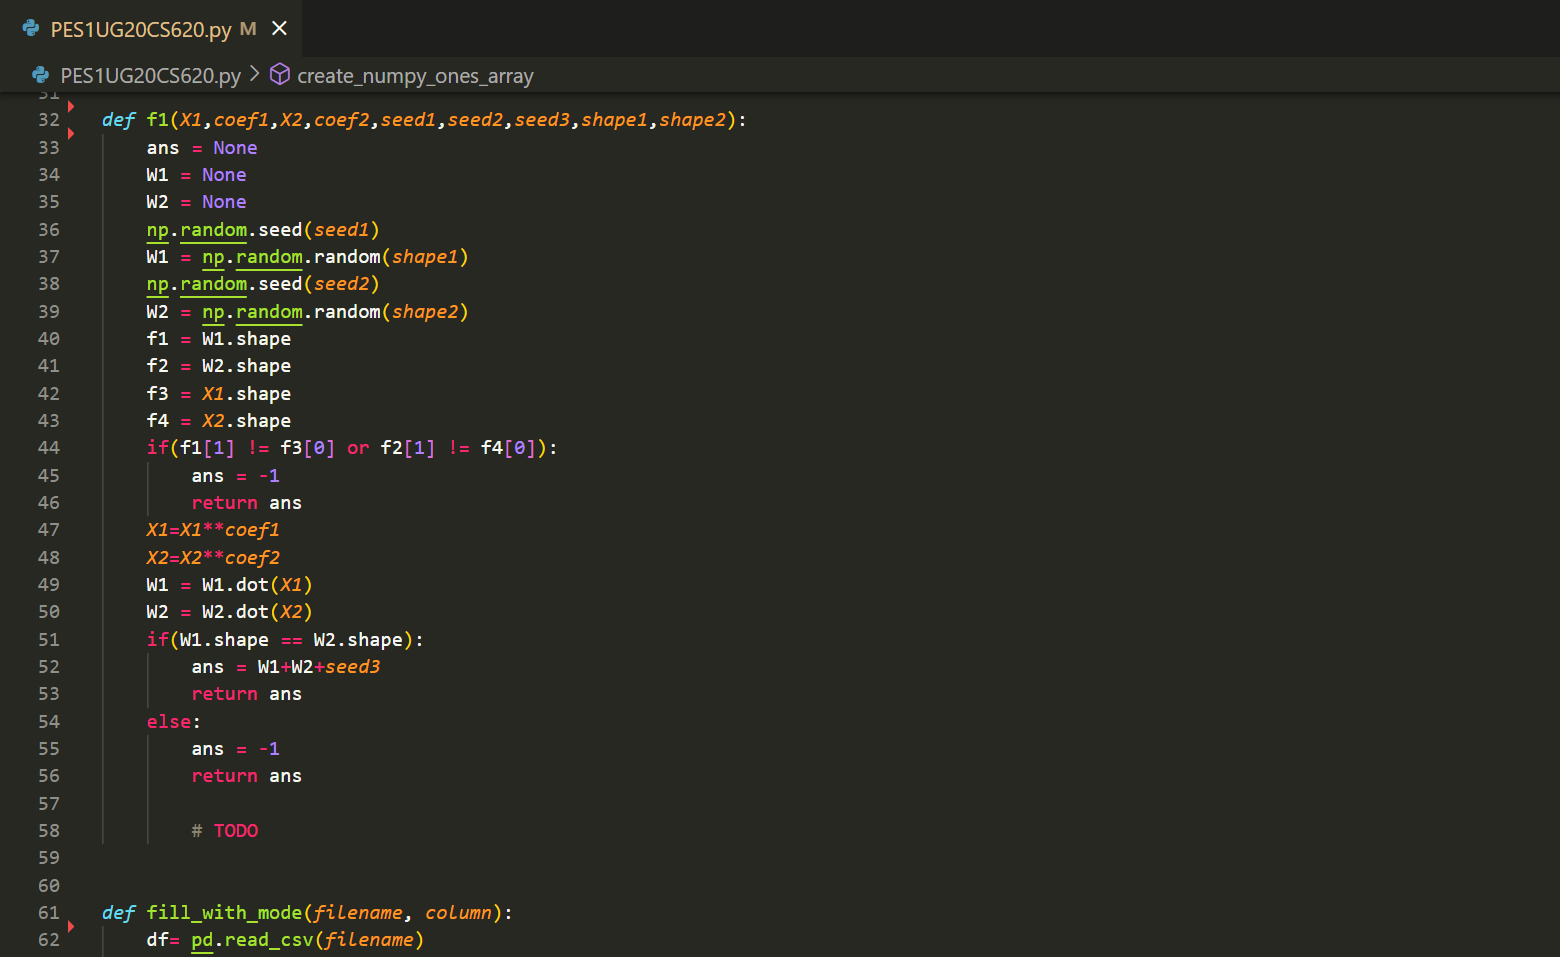 PES1UG20CS620.py M ×
PES1UG20CS620.py > create_numpy_ones_array
31
32 def f1(X1,coef1,X2,coef2,seed1,seed2,seed3,shape1,shape2):
33     ans = None
34     W1 = None
35     W2 = None
36     np.random.seed(seed1)
37     W1 = np.random.random(shape1)
38     np.random.seed(seed2)
39     W2 = np.random.random(shape2)
40     f1 = W1.shape
41     f2 = W2.shape
42     f3 = X1.shape
43     f4 = X2.shape
44     if(f1[1] != f3[0] or f2[1] != f4[0]):
45         ans = -1
46         return ans
47     X1=X1**coef1
48     X2=X2**coef2
49     W1 = W1.dot(X1)
50     W2 = W2.dot(X2)
51     if(W1.shape == W2.shape):
52         ans = W1+W2+seed3
53         return ans
54     else:
55         ans = -1
56         return ans
57
58         # TODO
59
60
61 def fill_with_mode(filename, column):
62     df= pd.read_csv(filename)